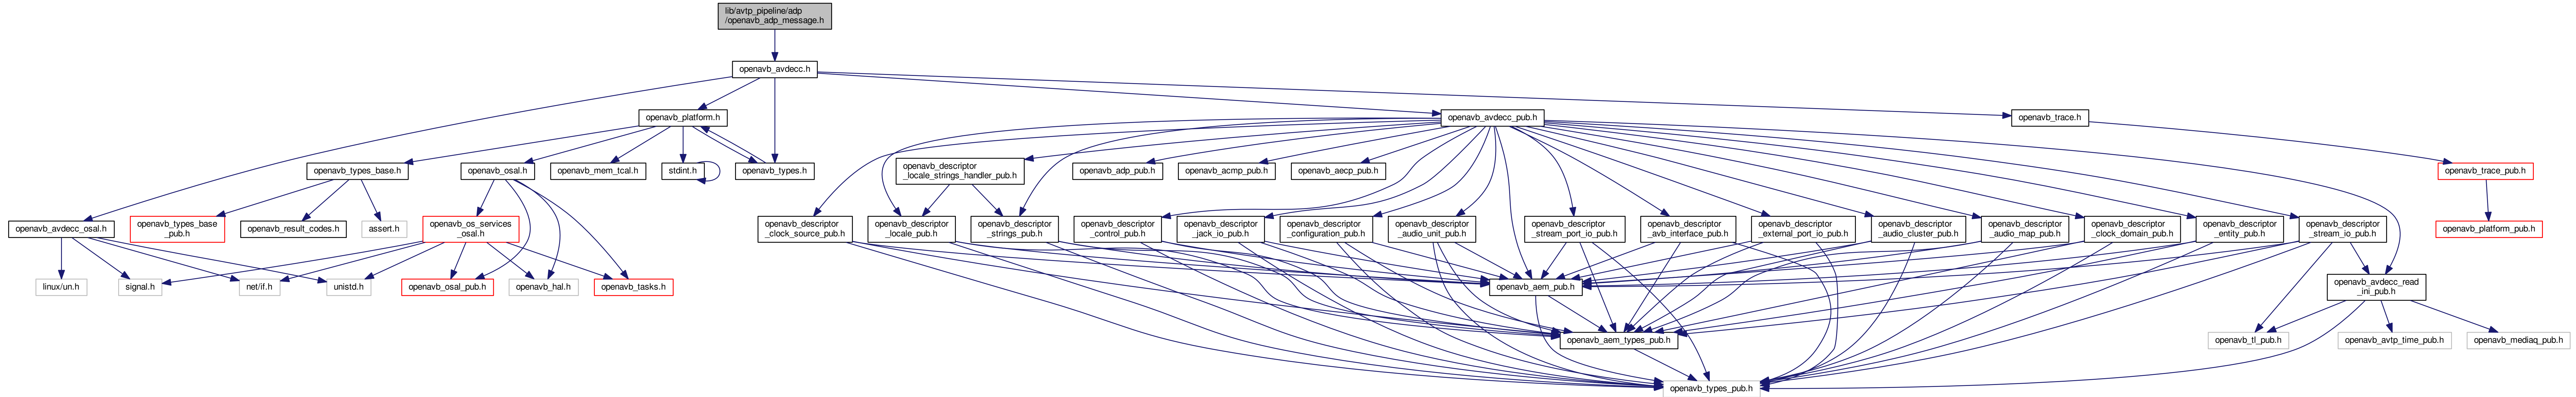 lib/avtp_pipeline/adp
/openavb_adp_message.h
openavb_avdecc.h
openavb_platform.h
openavb_avdecc_pub.h
openavb_trace.h
openavb_types_base.h
openavb_osal.h
openavb_mem_tcal.h
stdint.h
openavb_types.h
openavb_descriptor
_locale_strings_handler_pub.h
openavb_adp_pub.h
openavb_acmp_pub.h
openavb_aecp_pub.h
openavb_trace_pub.h
openavb_avdecc_osal.h
openavb_types_base
_pub.h
openavb_result_codes.h
assert.h
openavb_os_services
_osal.h
openavb_descriptor
_clock_source_pub.h
openavb_descriptor
_locale_pub.h
openavb_descriptor
_strings_pub.h
openavb_descriptor
_control_pub.h
openavb_descriptor
_jack_io_pub.h
openavb_descriptor
_configuration_pub.h
openavb_descriptor
_audio_unit_pub.h
openavb_descriptor
_stream_port_io_pub.h
openavb_descriptor
_avb_interface_pub.h
openavb_descriptor
_external_port_io_pub.h
openavb_descriptor
_audio_cluster_pub.h
openavb_descriptor
_audio_map_pub.h
openavb_descriptor
_clock_domain_pub.h
openavb_descriptor
_entity_pub.h
openavb_descriptor
_stream_io_pub.h
openavb_platform_pub.h
linux/un.h
signal.h
net/if.h
unistd.h
openavb_osal_pub.h
openavb_hal.h
openavb_tasks.h
openavb_aem_pub.h
openavb_avdecc_read
_ini_pub.h
openavb_aem_types_pub.h
openavb_tl_pub.h
openavb_avtp_time_pub.h
openavb_mediaq_pub.h
openavb_types_pub.h